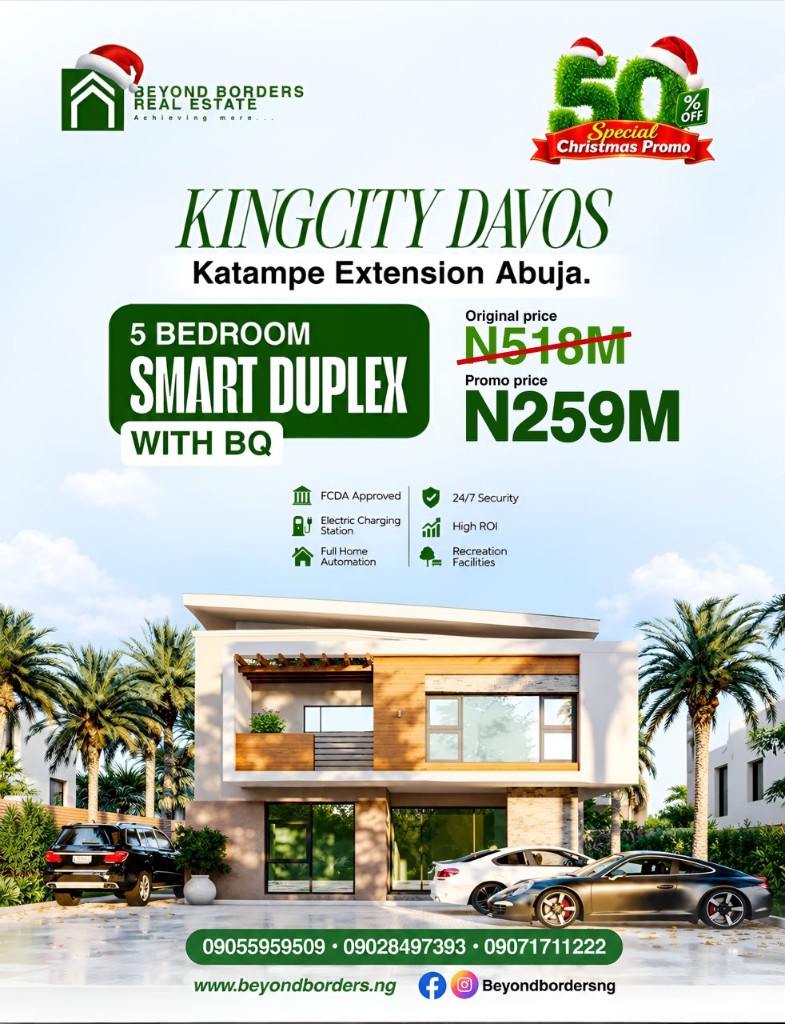 BEYOND BORDERS
REAL ESTATE
Achieving more...
50
% OFF
Special
Christmas Promo
KINGCITY DAVOS
Katampe Extension Abuja.
5 BEDROOM
SMART DUPLEX
WITH BQ
Original price
N518M
Promo price
N259M
FCDA Approved
Electric Charging
Station
Full Home
Automation
24/7 Security
High ROI
Recreation
Facilities
09055959509 • 09028497393 • 09071711222
www.beyondborders.ng
Beyondbordersng